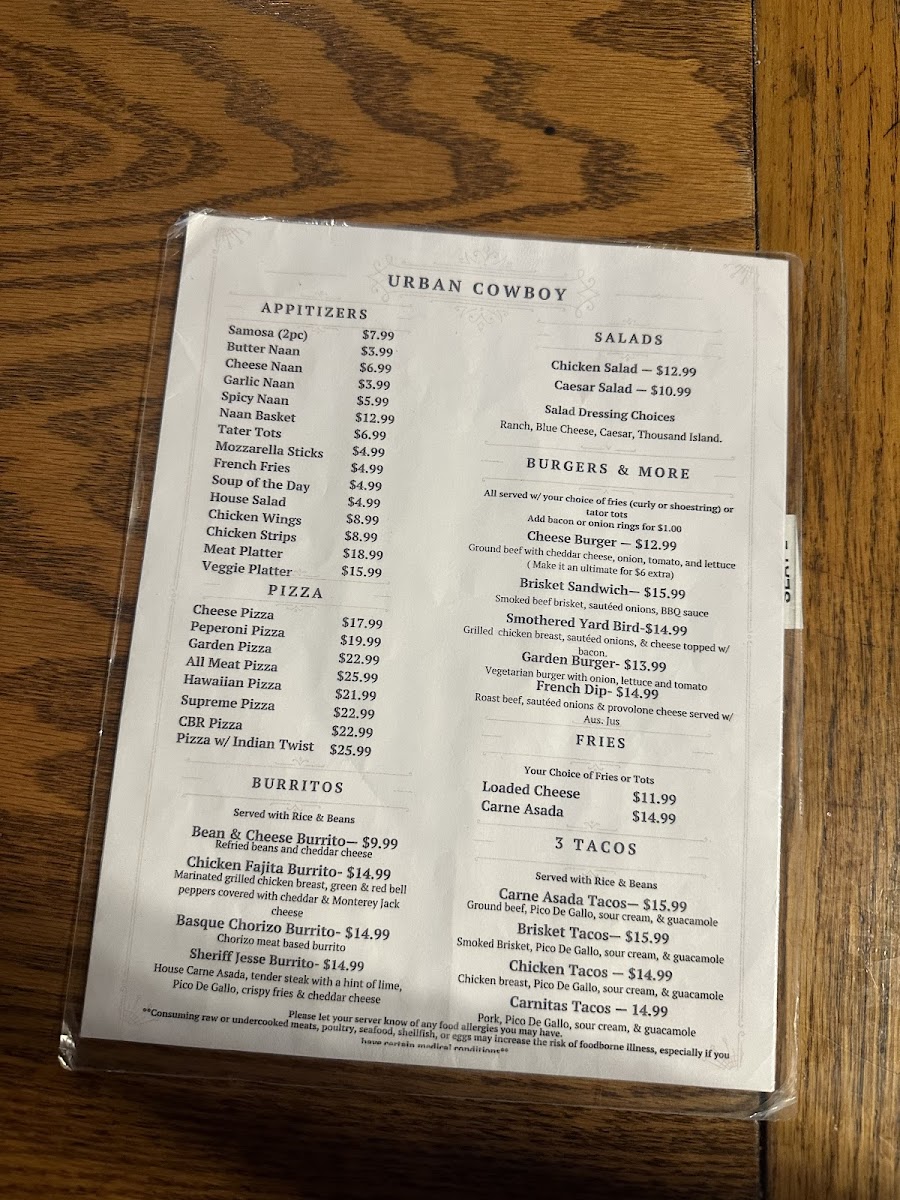 URBAN COWBOY
APPITIZERS
Samosa (2pc) $7.99
Butter Naan $3.99
Cheese Naan $6.99
Garlic Naan $3.99
Spicy Naan $5.99
Naan Basket $12.99
Tater Tots $6.99
Mozzarella Sticks $4.99
French Fries $4.99
Soup of the Day $4.99
House Salad $4.99
Chicken Wings $8.99
Chicken Strips $8.99
Meat Platter $18.99
Veggie Platter $15.99
PIZZA
Cheese Pizza $17.99
Peperoni Pizza $19.99
Garden Pizza $22.99
All Meat Pizza $25.99
Hawaiian Pizza $21.99
Supreme Pizza $22.99
CBR Pizza $22.99
Pizza w/ Indian Twist $25.99
BURRITOS
Served with Rice & Beans
Bean & Cheese Burrito— $9.99
Refried beans and cheddar cheese
Chicken Fajita Burrito- $14.99
Marinated grilled chicken breast, green & red bell
peppers covered with cheddar & Monterey Jack
cheese
Basque Chorizo Burrito- $14.99
Chorizo meat based burrito
Sheriff Jesse Burrito- $14.99
House Carne Asada, tender steak with a hint of lime,
Pico De Gallo, crispy fries & cheddar cheese
SALADS
Chicken Salad — $12.99
Caesar Salad — $10.99
Salad Dressing Choices
Ranch, Blue Cheese, Caesar, Thousand Island.
BURGERS & MORE
All served w/ your choice of fries (curly or shoestring) or
tator tots
Add bacon or onion rings for $1.00
Cheese Burger — $12.99
Ground beef with cheddar cheese, onion, tomato, and lettuce
( Make it an ultimate for $6 extra)
Brisket Sandwich— $15.99
Smoked beef brisket, sautéed onions, BBQ sauce
Smothered Yard Bird-$14.99
Grilled chicken breast, sautéed onions, & cheese topped w/
bacon.
Garden Burger- $13.99
Vegetarian burger with onion, lettuce and tomato
French Dip- $14.99
Roast beef, sautéed onions & provolone cheese served w/
Aus. Jus
FRIES
Your Choice of Fries or Tots
Loaded Cheese $11.99
Carne Asada $14.99
3 TACOS
Served with Rice & Beans
Carne Asada Tacos— $15.99
Ground beef, Pico De Gallo, sour cream, & guacamole
Brisket Tacos— $15.99
Smoked Brisket, Pico De Gallo, sour cream, & guacamole
Chicken Tacos — $14.99
Chicken breast, Pico De Gallo, sour cream, & guacamole
Carnitas Tacos — 14.99
Pork, Pico De Gallo, sour cream, & guacamole
Please let your server know of any food allergies you may have.
**Consuming raw or undercooked meats, poultry, seafood, shellfish, or eggs may increase the risk of foodborne illness, especially if you
have certain medical conditions**